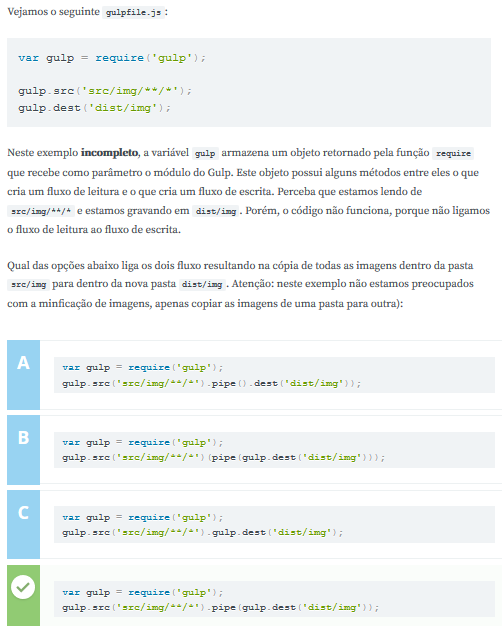 Vejamos o seguinte gulpfile.js :
var gulp = require('gulp');
gulp.src('src/img/**/*');
gulp.dest('dist/img');
Neste exemplo incompleto, a variável gulp armazena um objeto retornado pela função require
que recebe como parâmetro o módulo do Gulp. Este objeto possui alguns métodos entre eles o que
cria um fluxo de leitura e o que cria um fluxo de escrita. Perceba que estamos lendo de
src/img/**/* e estamos gravando em dist/img . Porém, o código não funciona, porque não ligamos
o fluxo de leitura ao fluxo de escrita.
Qual das opções abaixo liga os dois fluxo resultando na cópia de todas as imagens dentro da pasta
src/img para dentro da nova pasta dist/img . Atenção: neste exemplo não estamos preocupados
com a minficação de imagens, apenas copiar as imagens de uma pasta para outra):
A
var gulp = require('gulp');
gulp.src('src/img/**/*').pipe().dest('dist/img'));
B
var gulp = require('gulp');
gulp.src('src/img/**/*')(pipe(gulp.dest('dist/img')));
C
var gulp = require('gulp');
gulp.src('src/img/**/*').gulp.dest('dist/img');
var gulp = require('gulp');
gulp.src('src/img/**/*').pipe(gulp.dest('dist/img'));